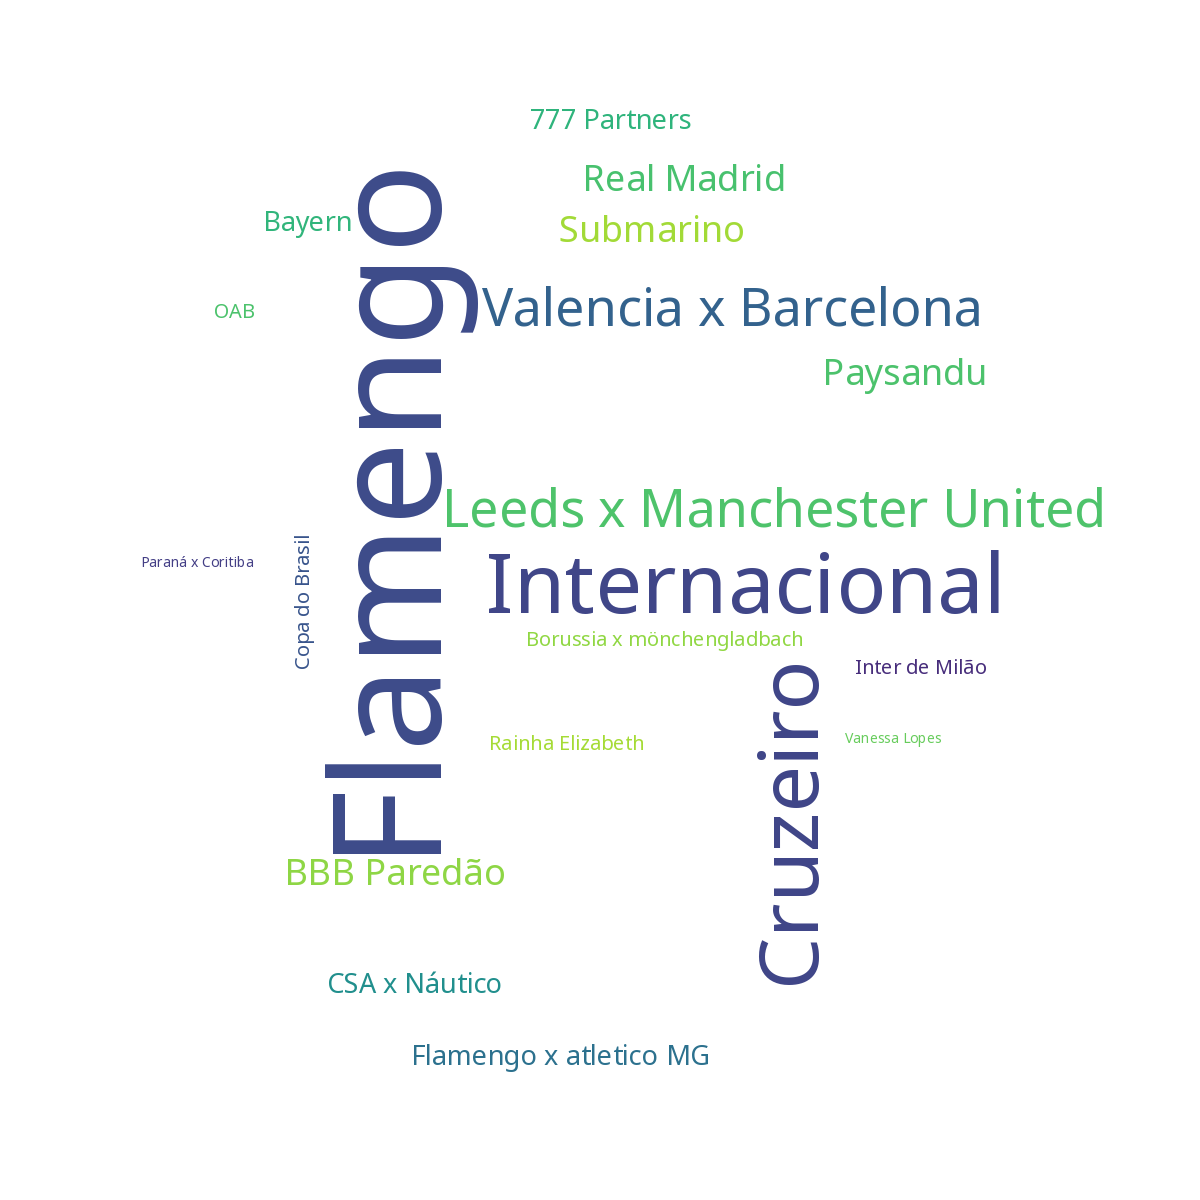 777 Partners
Real Madrid
Bayern
Submarino
OAB
Valencia x Barcelona
Paysandu
Flamengo
Leeds x Manchester United
Paraná x Coritiba
Copa do Brasil
Internacional
Borussia x mönchengladbach
Inter de Milão
Rainha Elizabeth
Vanessa Lopes
Cruzeiro
BBB Paredão
CSA x Náutico
Flamengo x atletico MG